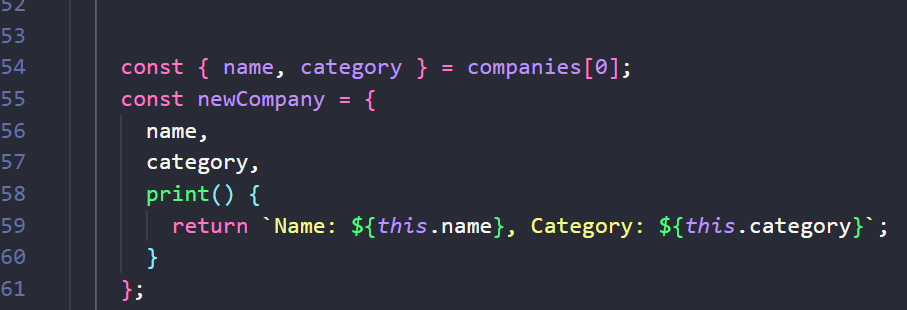 52
53
54 const { name, category } = companies[0];
55 const newCompany = {
56 name,
57 category,
58 print() {
59 return `Name: ${this.name}, Category: ${this.category}`;
60 }
61 };